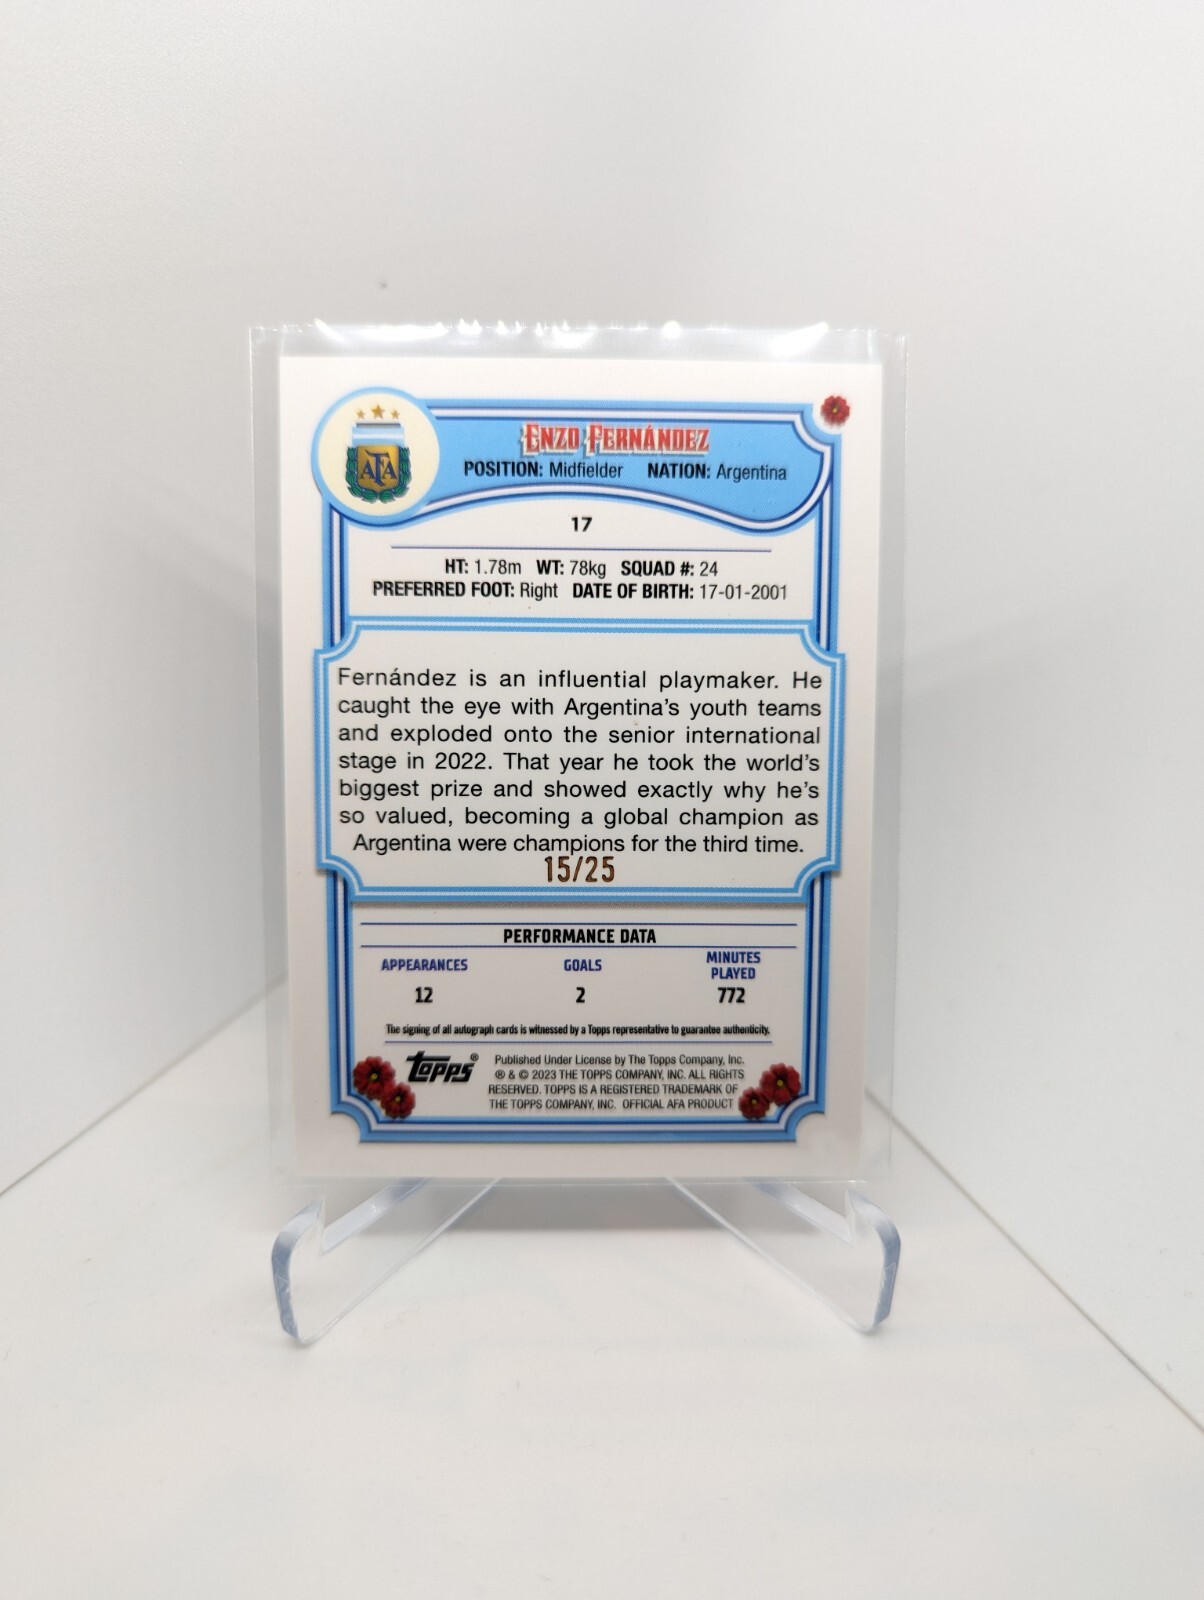 AFA
ENZO FERNÁNDEZ
POSITION: Midfielder NATION: Argentina
17
HT: 1.78m WT: 78kg SQUAD #: 24
PREFERRED FOOT: Right DATE OF BIRTH: 17-01-2001
Fernández is an influential playmaker. He
caught the eye with Argentina's youth teams
and exploded onto the senior international
stage in 2022. That year he took the world's
biggest prize and showed exactly why he's
so valued, becoming a global champion as
Argentina were champions for the third time.
15/25
PERFORMANCE DATA
APPEARANCES GOALS MINUTES PLAYED
12 2 772
The signing of all autograph cards is witnessed by a Topps representative to guarantee authenticity.
topps®
Published Under License by The Topps Company, Inc.
® & © 2023 THE TOPPS COMPANY, INC. ALL RIGHTS
RESERVED. TOPPS IS A REGISTERED TRADEMARK OF
THE TOPPS COMPANY, INC. OFFICIAL AFA PRODUCT